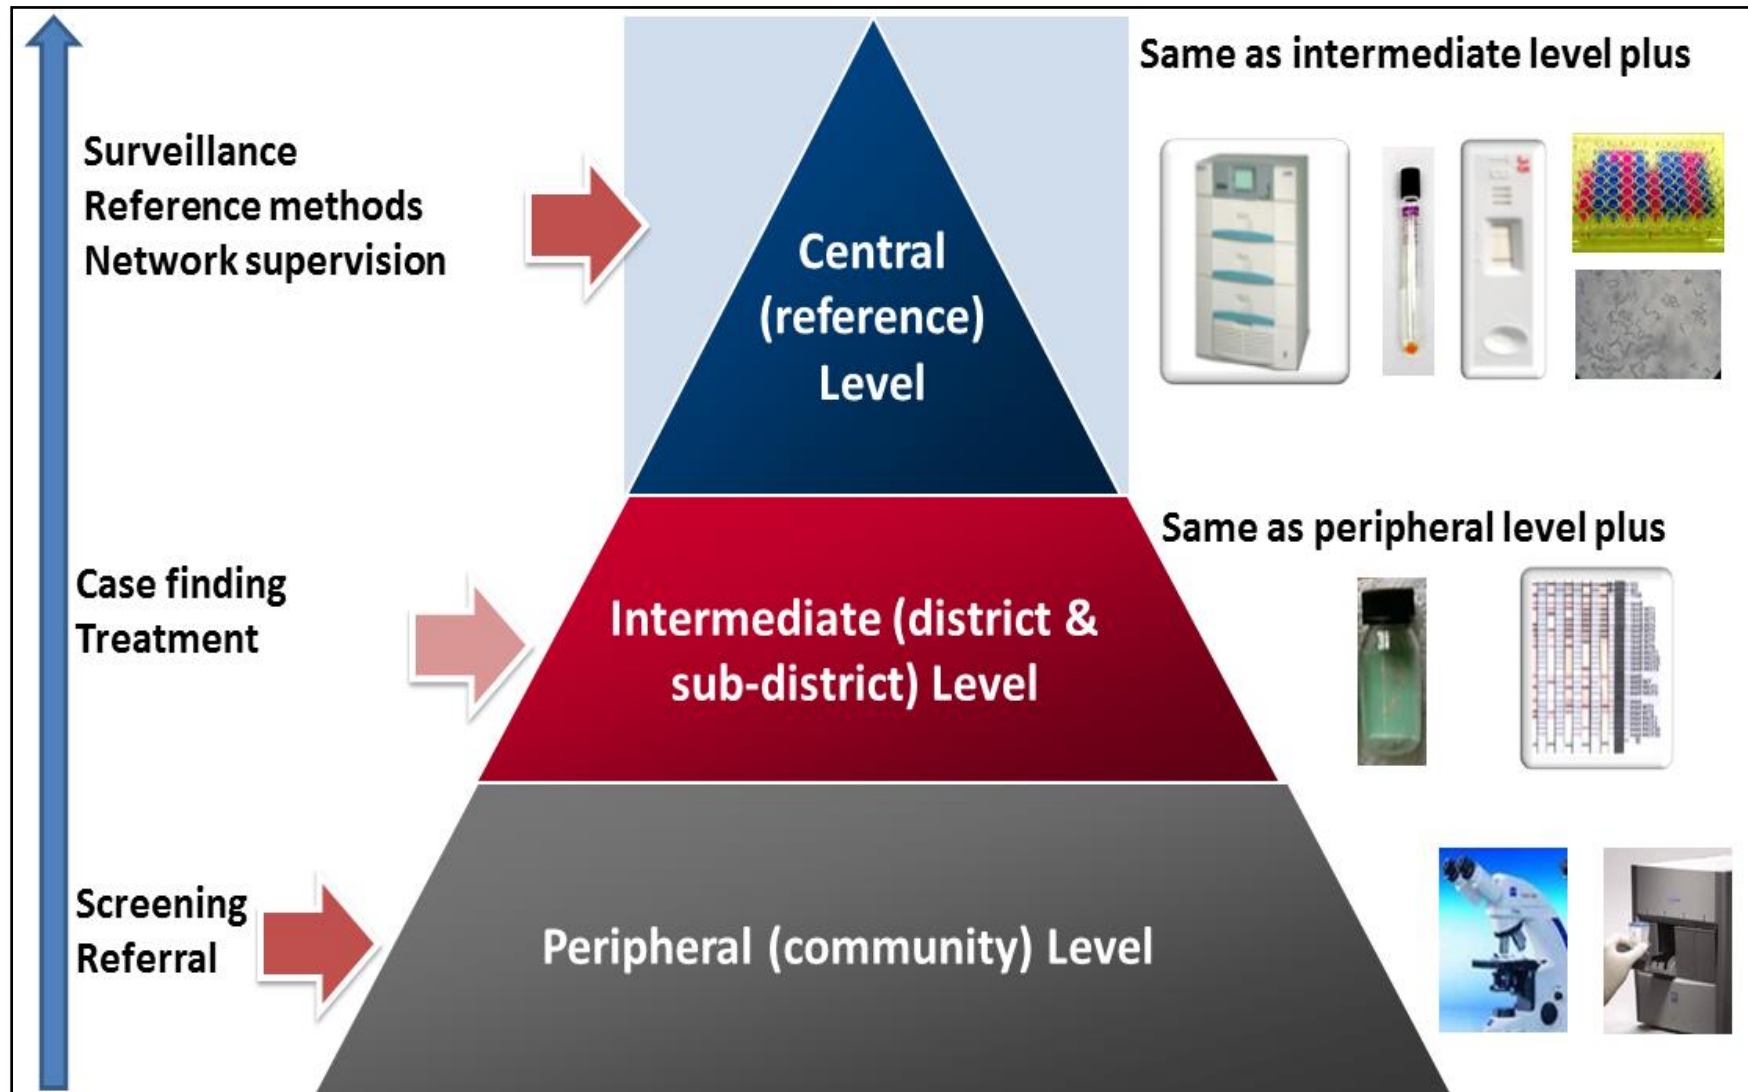 Same as intermediate level plus
Surveillance
Reference methods
Network supervision
Central
(reference)
Level
Same as peripheral level plus
Case finding
Treatment
Intermediate (district &
sub-district) Level
Screening
Referral
Peripheral (community) Level